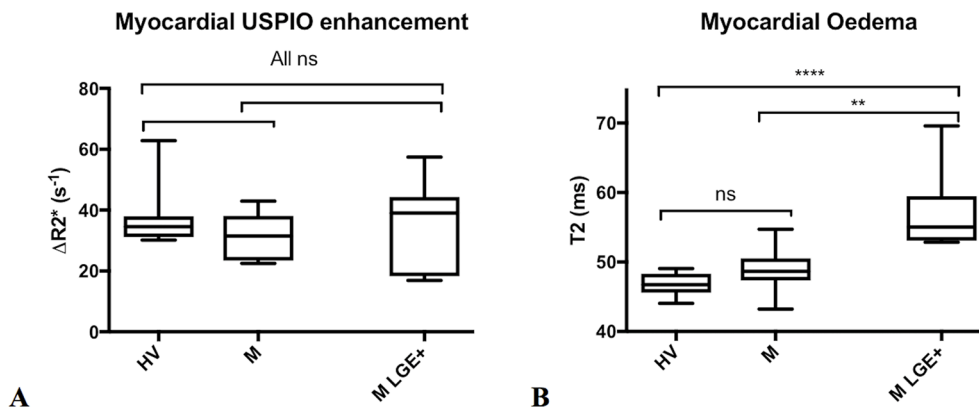 Myocardial USPIO enhancement
All ns
80
60
40
20
0
ΔR2* (s-1)
HV
M
M LGE+
A
Myocardial Oedema
****
**
ns
70
60
50
40
T2 (ms)
HV
M
M LGE+
B